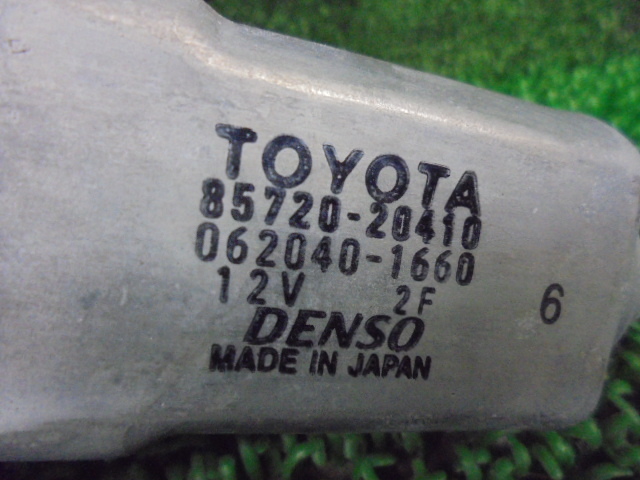 TOYOTA
85720-20410
062040-1660
12V 2F
6
DENSO
MADE IN JAPAN